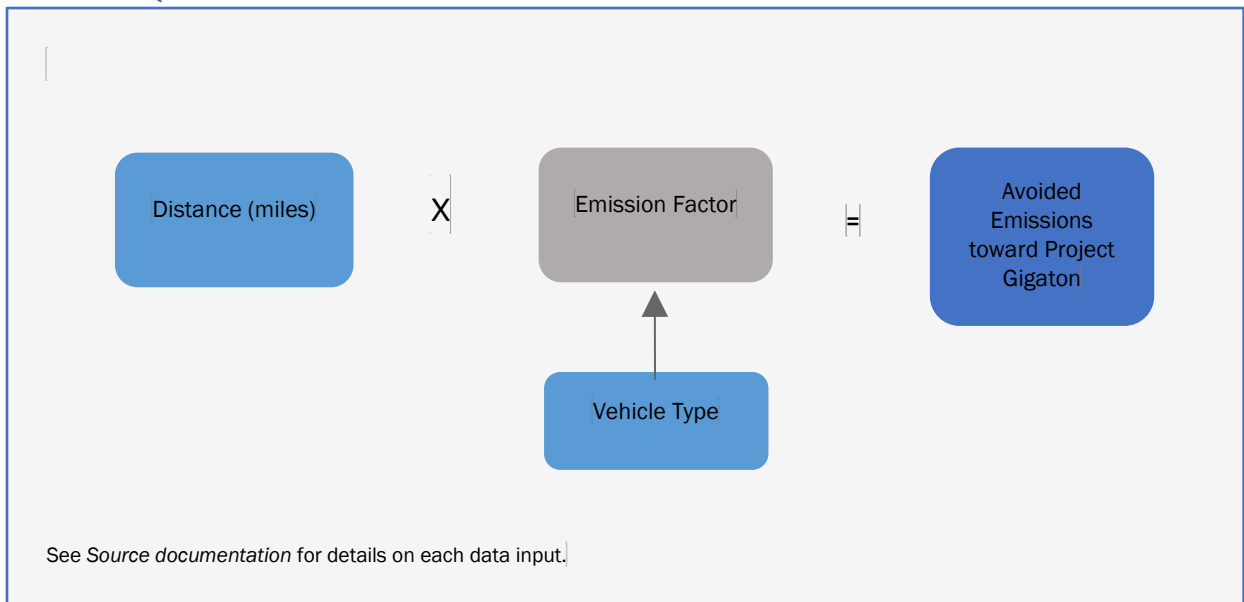 Distance (miles)
X
Emission Factor
=
Avoided
Emissions
toward Project
Gigaton
Vehicle Type
See Source documentation for details on each data input.